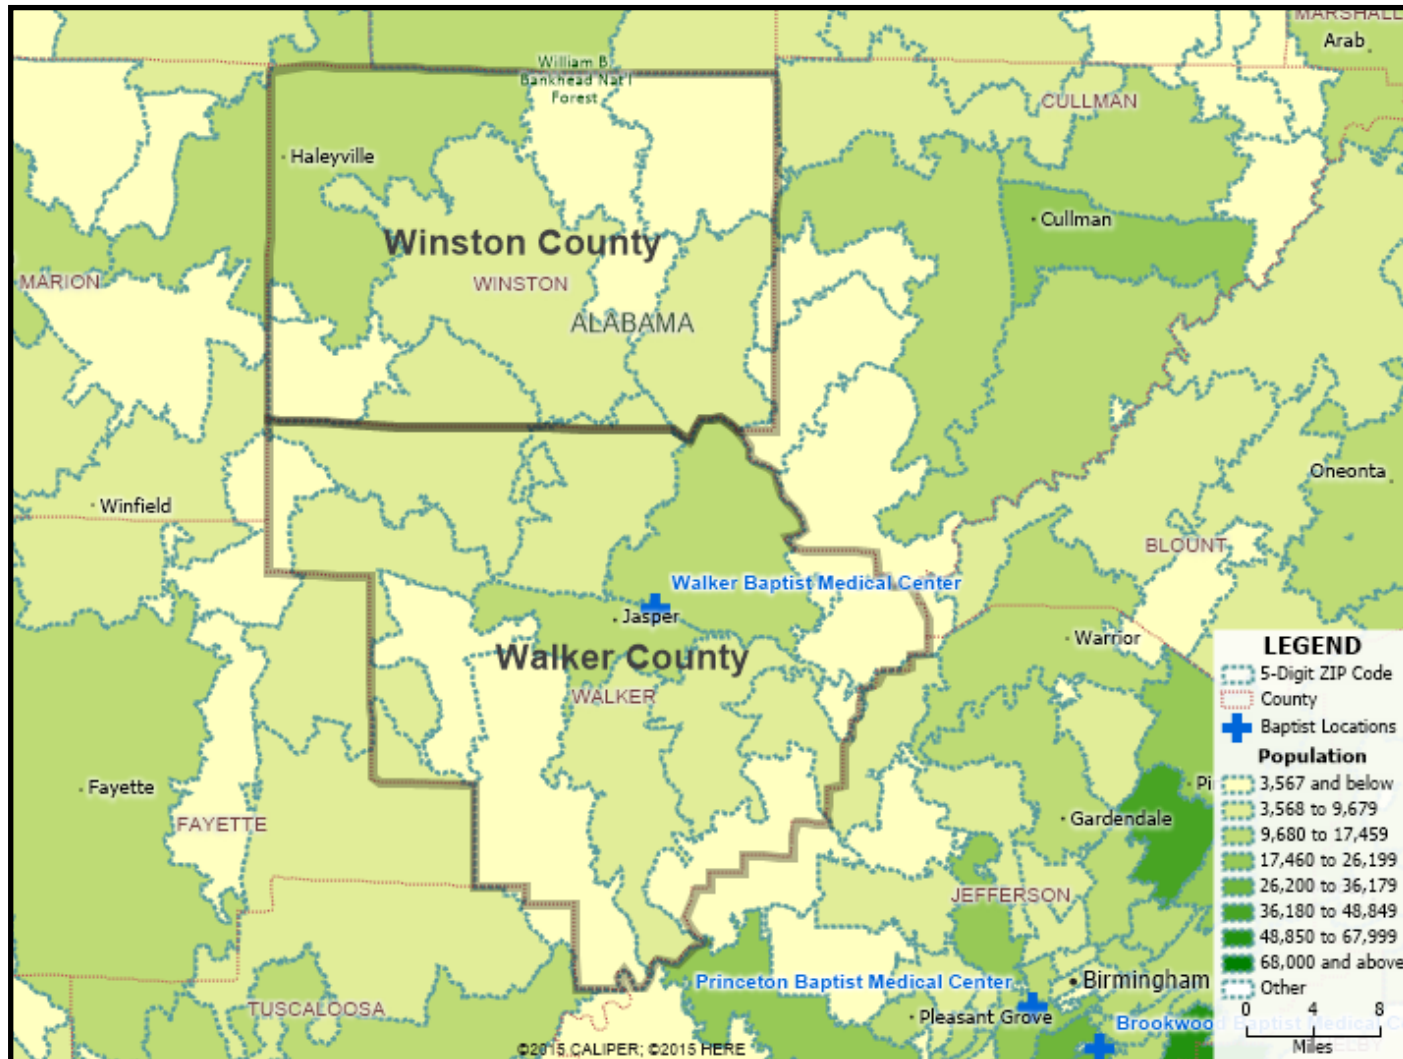 MARSHALL
Arab
William B.
Bankhead Nat'l
Forest
CULLMAN
Haleyville
Cullman
Winston County
MARION
WINSTON
ALABAMA
Oneonta
Winfield
BLOUNT
Walker Baptist Medical Center
Jasper
Warrior
Walker County
WALKER
LEGEND
5-Digit ZIP Code
County
Baptist Locations
Population
3,567 and below
3,568 to 9,679
9,680 to 17,459
17,460 to 26,199
26,200 to 36,179
36,180 to 48,849
48,850 to 67,999
68,000 and above
Other
0 4 8
Miles
Fayette
Pi
Gardendale
FAYETTE
JEFFERSON
Princeton Baptist Medical Center
Birmingham
TUSCALOOSA
Pleasant Grove
Brookwood Baptist Medical C
ELBY
©2015 CALIPER; ©2015 HERE